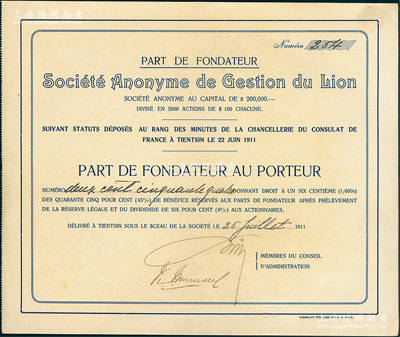 Numéro 254
PART DE FONDATEUR
Société Anonyme de Gestion du Lion
SOCIÉTÉ ANONYME AU CAPITAL DE $ 200,000.—
DIVISÉ EN 2000 ACTIONS DE $ 100 CHACUNE.
SUIVANT STATUTS DÉPOSÉS AU RANG DES MINUTES DE LA CHANCELLERIE DU CONSULAT DE
FRANCE À TIENTSIN LE 22 JUIN 1911
PART DE FONDATEUR AU PORTEUR
NUMÉRO deux cent cinquante quatre DONNANT DROIT A UN SIX CENTIÈME (1/600e)
DES QUARANTE CINQ POUR CENT (45%) DE BÉNÉFICE RÉSERVÉS AUX PARTS DE FONDATEUR APRÈS PRÉLÈVEMENT
DE LA RÉSERVE LÉGALE ET DU DIVIDENDE DE SIX POUR CENT (6%) AUX ACTIONNAIRES.
DÉLIVRÉ À TIENTSIN SOUS LE SCEAU DE LA SOCIÉTÉ LE 25 Juillet 1911
MEMBRES DU CONSEIL
D'ADMINISTRATION